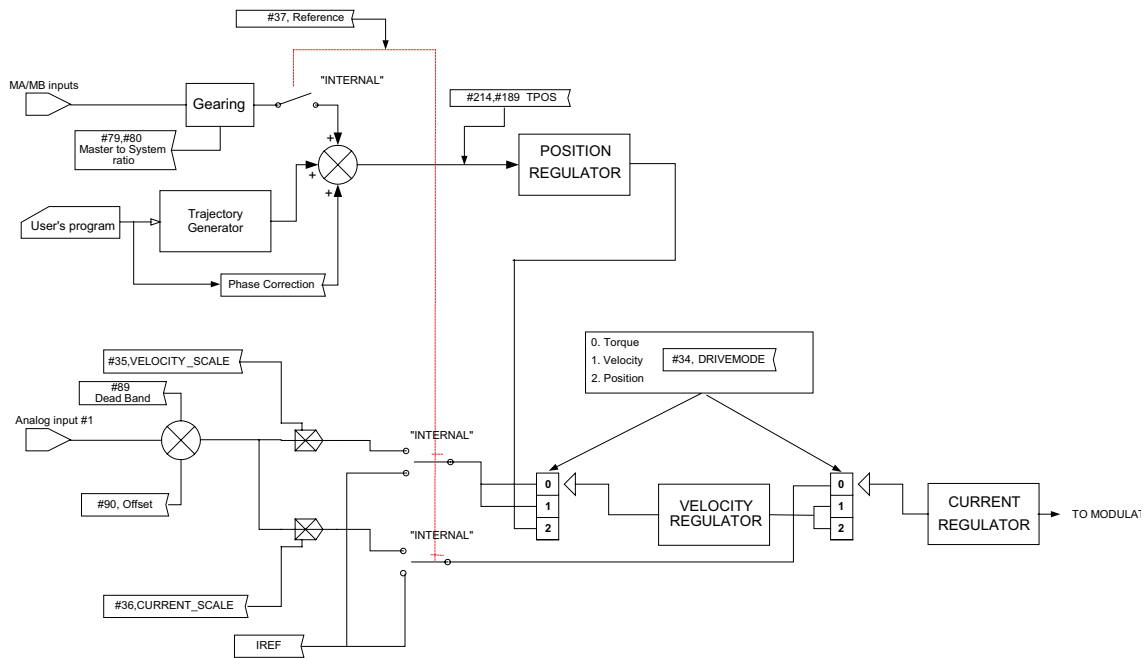 #37, Reference
"INTERNAL"
MA/MB inputs
Gearing
#214,#189 TPOS
#79,#80
Master to System
ratio
+
+
+
POSITION
REGULATOR
User's program
Trajectory
Generator
Phase Correction
#35,VELOCITY_SCALE
0. Torque
1. Velocity
2. Position
#34, DRIVEMODE
#89
Dead Band
Analog input #1
"INTERNAL"
#90, Offset
0
1
2
VELOCITY
REGULATOR
0
1
2
CURRENT
REGULATOR
TO MODULAT
"INTERNAL"
#36,CURRENT_SCALE
IREF